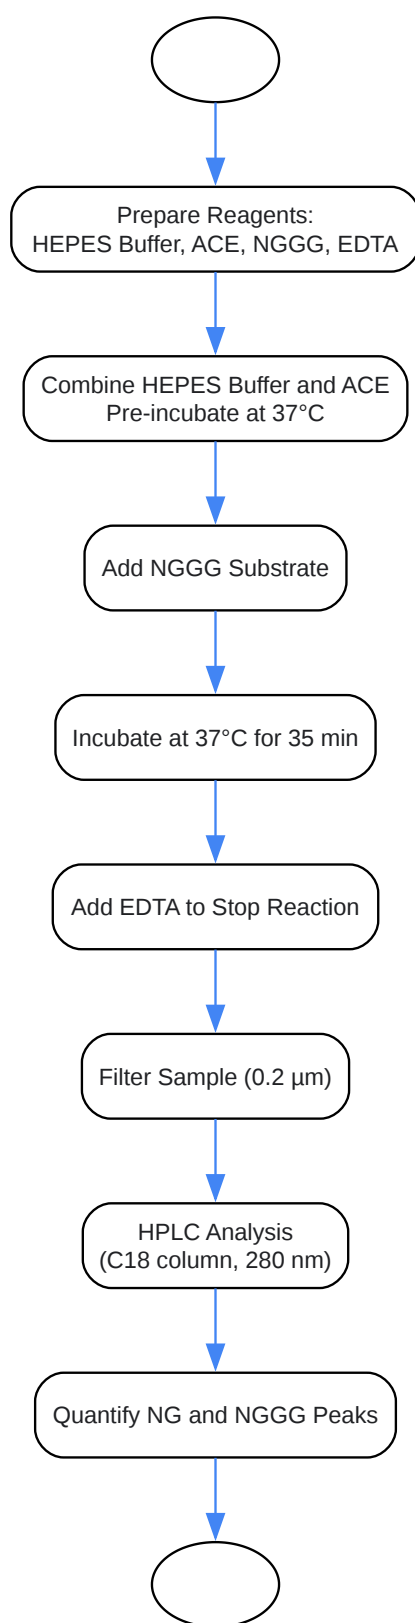 Prepare Reagents:
HEPES Buffer, ACE, NGGG, EDTA
Combine HEPES Buffer and ACE
Pre-incubate at 37°C
Add NGGG Substrate
Incubate at 37°C for 35 min
Add EDTA to Stop Reaction
Filter Sample (0.2 µm)
HPLC Analysis
(C18 column, 280 nm)
Quantify NG and NGGG Peaks